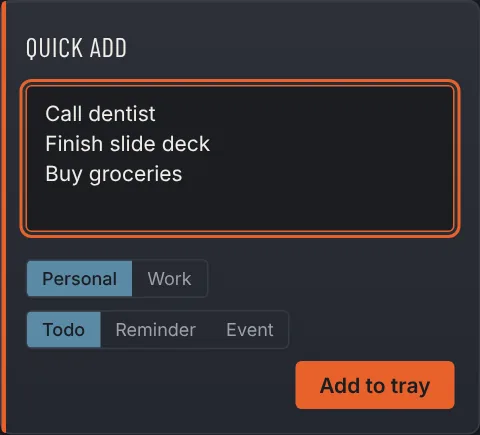 QUICK ADD
Call dentist
Finish slide deck
Buy groceries
Personal Work
Todo Reminder Event
Add to tray